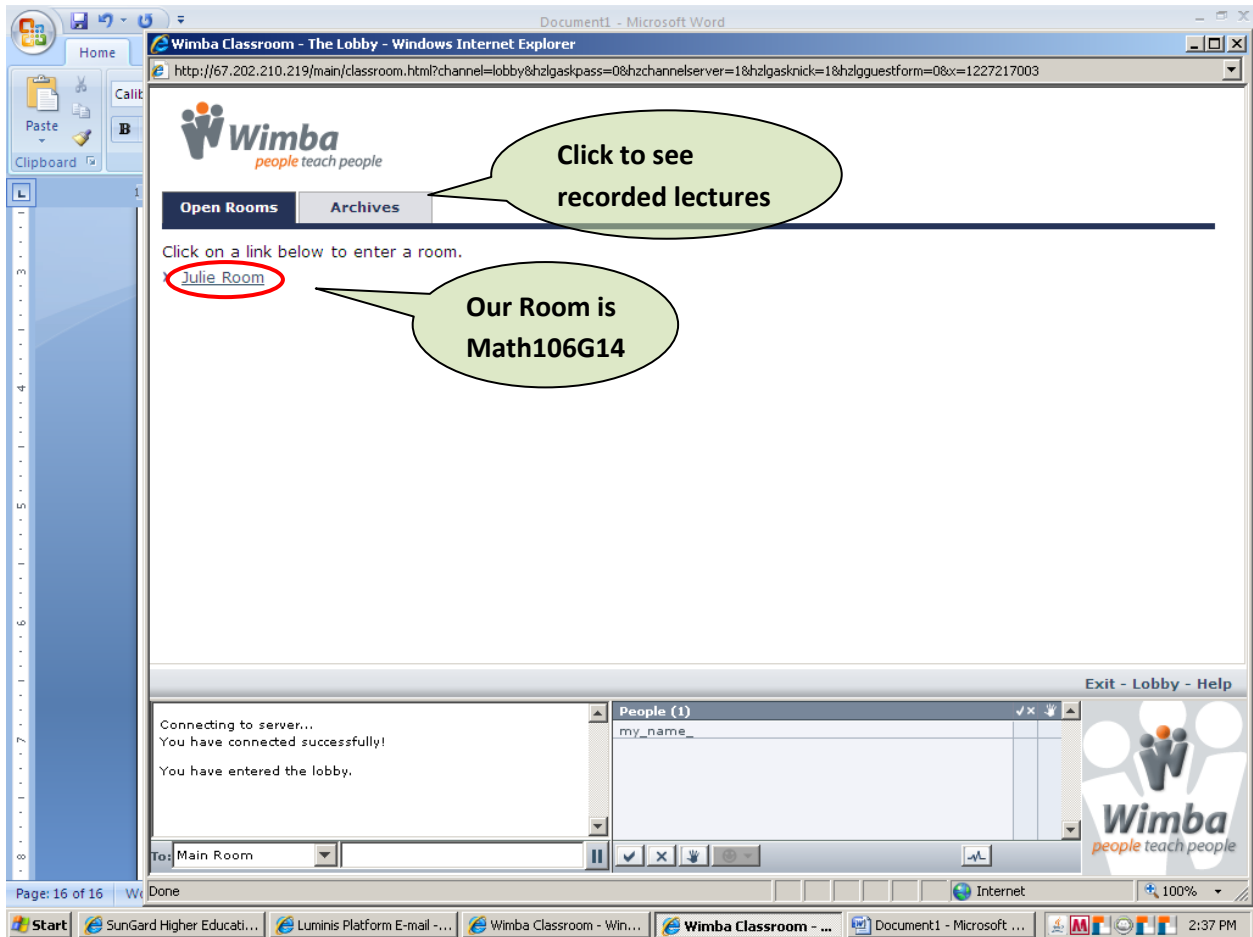 Document1 - Microsoft Word
Home
Wimba Classroom - The Lobby - Windows Internet Explorer
http://67.202.210.219/main/classroom.html?channel=lobby&hzlgaskpass=0&hzchannelserver=1&hzlgasknick=1&hzlgguestform=0&x=1227217003
Paste
Calib
B
Clipboard
Wimba
people teach people
Click to see
recorded lectures
Open Rooms
Archives
Click on a link below to enter a room.
Julie Room
Our Room is
Math106G14
Exit - Lobby - Help
Connecting to server...
You have connected successfully!
You have entered the lobby.
People (1)
my_name_
Wimba
people teach people
To: Main Room
Page: 16 of 16
Done
Internet
100%
Start
SunGard Higher Educati...
Luminis Platform E-mail -...
Wimba Classroom - Win...
Wimba Classroom - ...
Document1 - Microsoft ...
2:37 PM